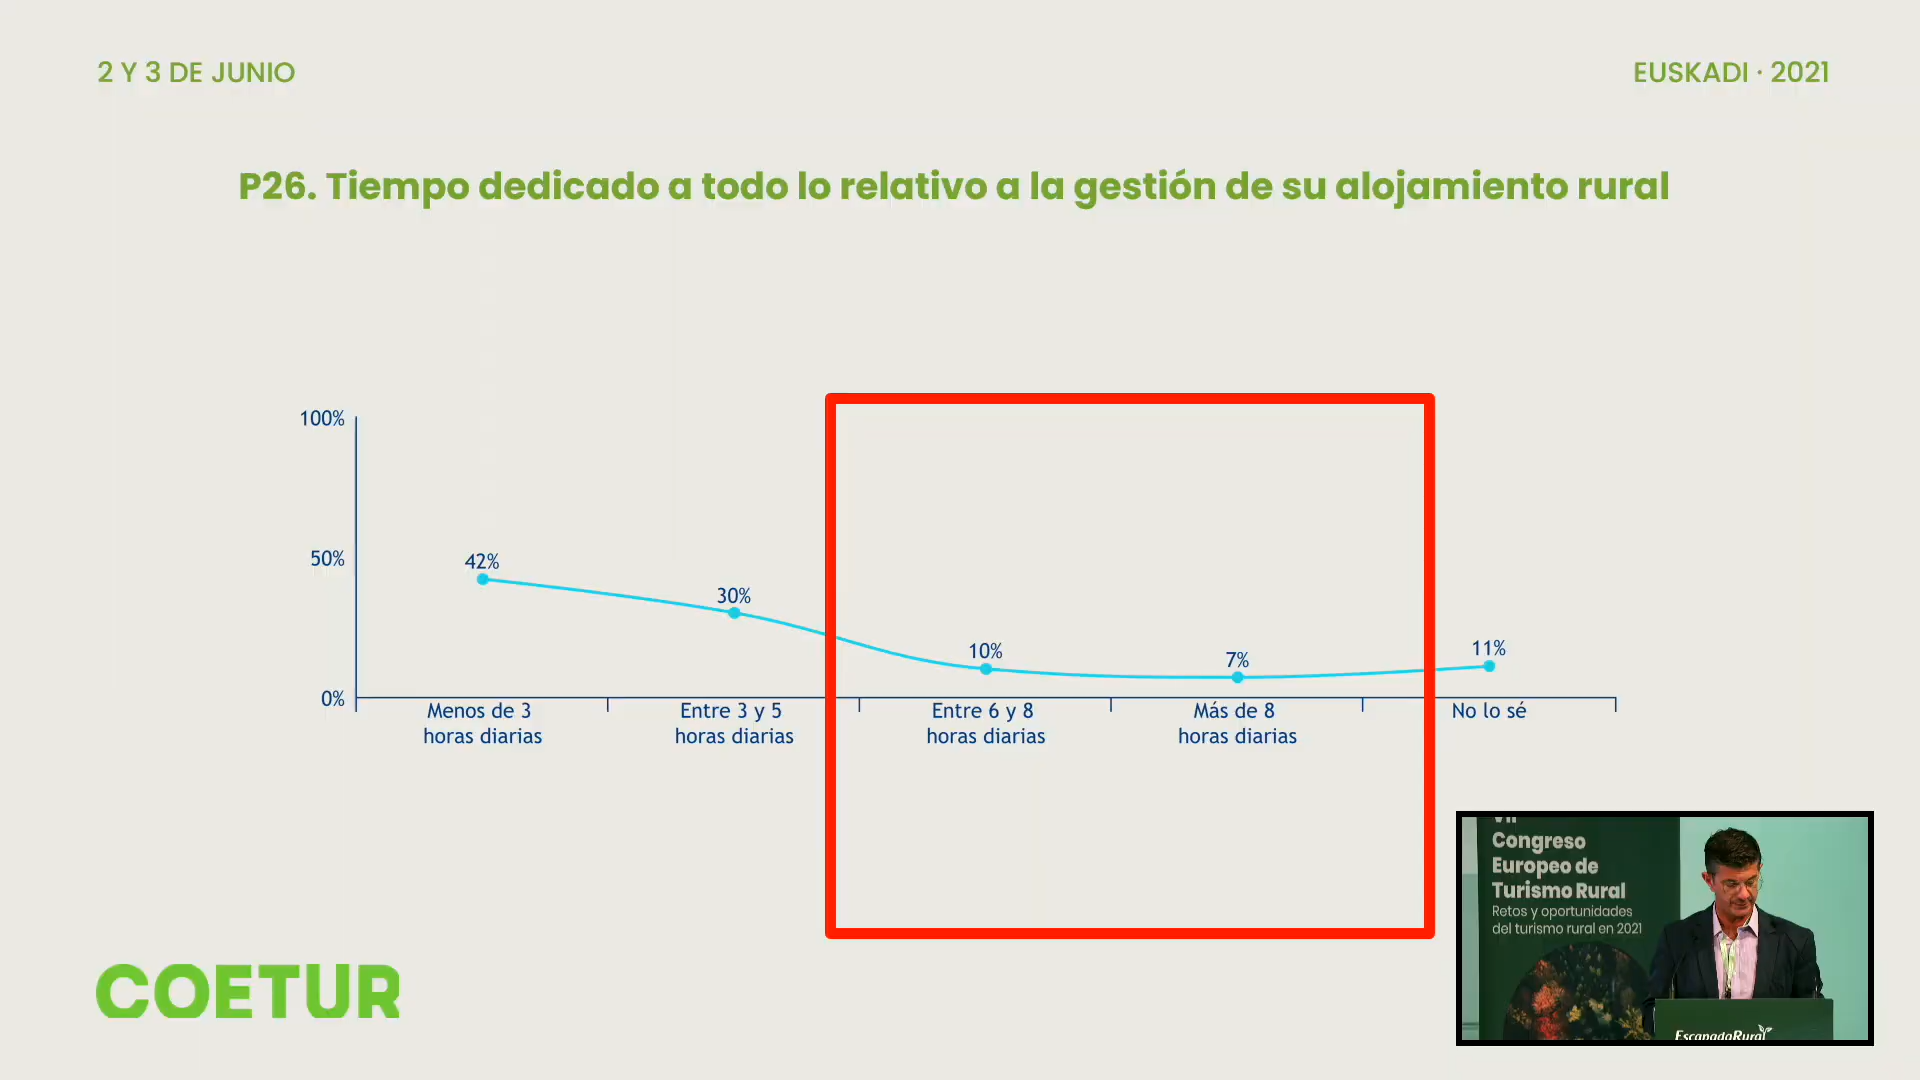 2 Y 3 DE JUNIO
EUSKADI · 2021
P26. Tiempo dedicado a todo lo relativo a la gestión de su alojamiento rural
100%
50%
0%
42%
30%
10%
7%
11%
Menos de 3
horas diarias
Entre 3 y 5
horas diarias
Entre 6 y 8
horas diarias
Más de 8
horas diarias
No lo sé
COETUR
VII
Congreso
Europeo de
Turismo Rural
Retos y oportunidades
del turismo rural en 2021
EscapadaRural